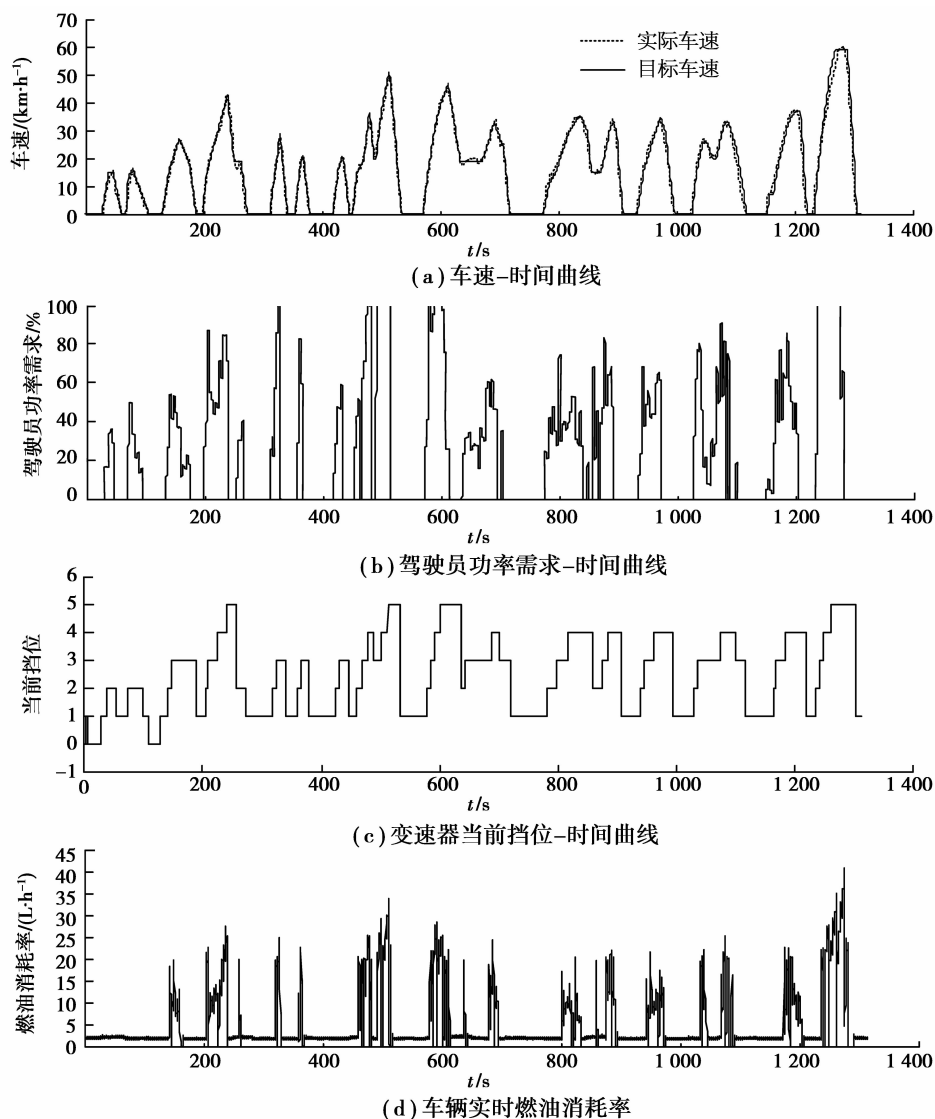 70
60
50
40
30
20
10
0
车速/(km·h⁻¹)
实际车速
目标车速
200 400 600 800 1 000 1 200 1 400
t/s
(a)车速–时间曲线
100
80
60
40
20
0
驾驶员功率需求/%
200 400 600 800 1 000 1 200 1 400
t/s
(b)驾驶员功率需求–时间曲线
6
5
4
3
2
1
0
–1
当前挡位
0 200 400 600 800 1 000 1 200 1 400
t/s
(c)变速器当前挡位–时间曲线
45
40
35
30
25
20
15
10
5
0
燃油消耗率/(L·h⁻¹)
200 400 600 800 1 000 1 200 1 400
t/s
(d)车辆实时燃油消耗率